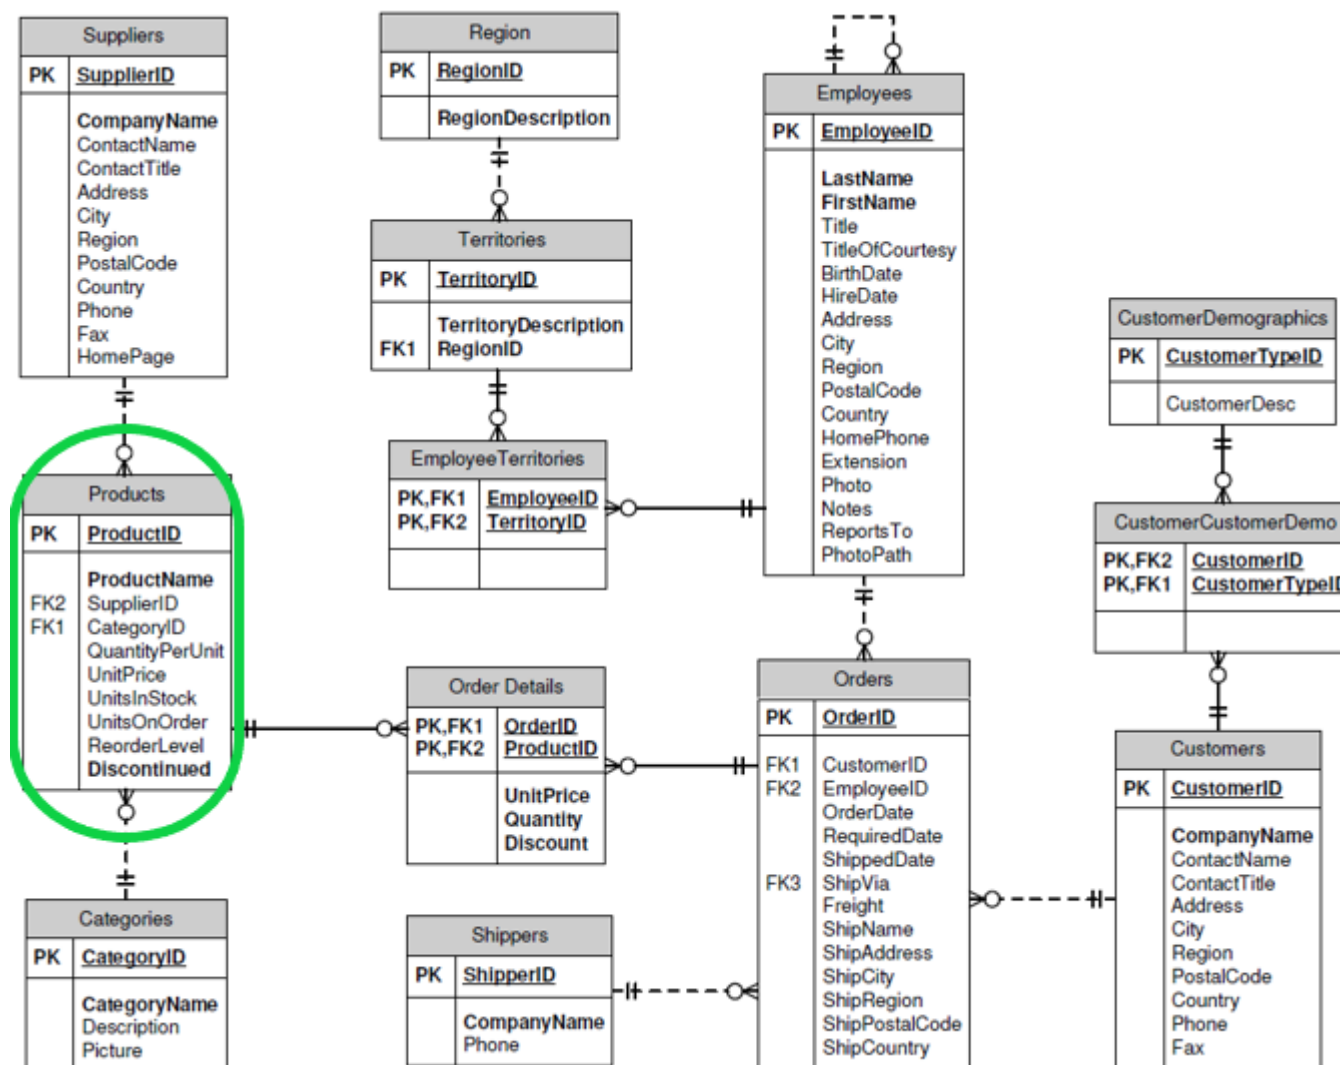 Suppliers
PK SupplierID
CompanyName
ContactName
ContactTitle
Address
City
Region
PostalCode
Country
Phone
Fax
HomePage
Region
PK RegionID
RegionDescription
Territories
PK TerritoryID
TerritoryDescription
FK1 RegionID
EmployeeTerritories
PK,FK1 EmployeeID
PK,FK2 TerritoryID
Employees
PK EmployeeID
LastName
FirstName
Title
TitleOfCourtesy
BirthDate
HireDate
Address
City
Region
PostalCode
Country
HomePhone
Extension
Photo
Notes
ReportsTo
PhotoPath
CustomerDemographics
PK CustomerTypeID
CustomerDesc
CustomerCustomerDemo
PK,FK2 CustomerID
PK,FK1 CustomerTypeID
Products
PK ProductID
ProductName
FK2 SupplierID
FK1 CategoryID
QuantityPerUnit
UnitPrice
UnitsInStock
UnitsOnOrder
ReorderLevel
Discontinued
Order Details
PK,FK1 OrderID
PK,FK2 ProductID
UnitPrice
Quantity
Discount
Orders
PK OrderID
FK1 CustomerID
FK2 EmployeeID
OrderDate
RequiredDate
ShippedDate
FK3 ShipVia
Freight
ShipName
ShipAddress
ShipCity
ShipRegion
ShipPostalCode
ShipCountry
Customers
PK CustomerID
CompanyName
ContactName
ContactTitle
Address
City
Region
PostalCode
Country
Phone
Fax
Categories
PK CategoryID
CategoryName
Description
Picture
Shippers
PK ShipperID
CompanyName
Phone